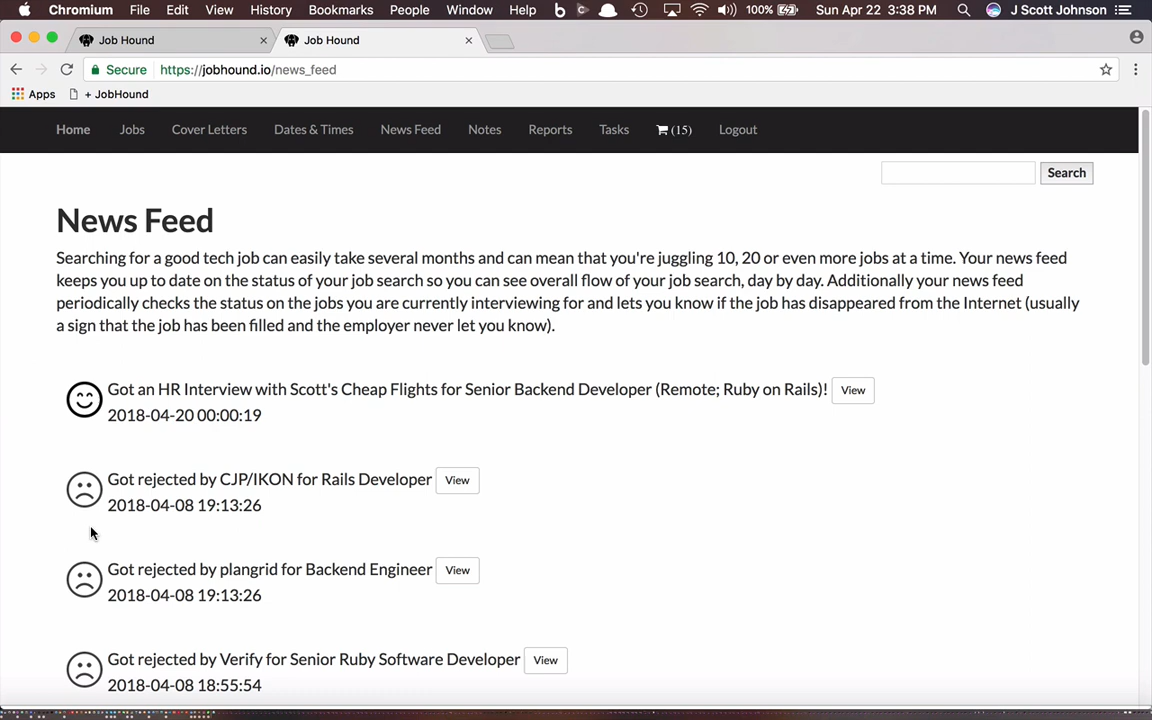 Chromium File Edit View History Bookmarks People Window Help 100% Sun Apr 22 3:38 PM J Scott Johnson
Job Hound Job Hound
Secure https://jobhound.io/news_feed
Apps + JobHound
Home Jobs Cover Letters Dates & Times News Feed Notes Reports Tasks (15) Logout
Search
News Feed
Searching for a good tech job can easily take several months and can mean that you're juggling 10, 20 or even more jobs at a time. Your news feed
keeps you up to date on the status of your job search so you can see overall flow of your job search, day by day. Additionally your news feed
periodically checks the status on the jobs you are currently interviewing for and lets you know if the job has disappeared from the Internet (usually
a sign that the job has been filled and the employer never let you know).
Got an HR Interview with Scott's Cheap Flights for Senior Backend Developer (Remote; Ruby on Rails)! View
2018-04-20 00:00:19
Got rejected by CJP/IKON for Rails Developer View
2018-04-08 19:13:26
Got rejected by plangrid for Backend Engineer View
2018-04-08 19:13:26
Got rejected by Verify for Senior Ruby Software Developer View
2018-04-08 18:55:54